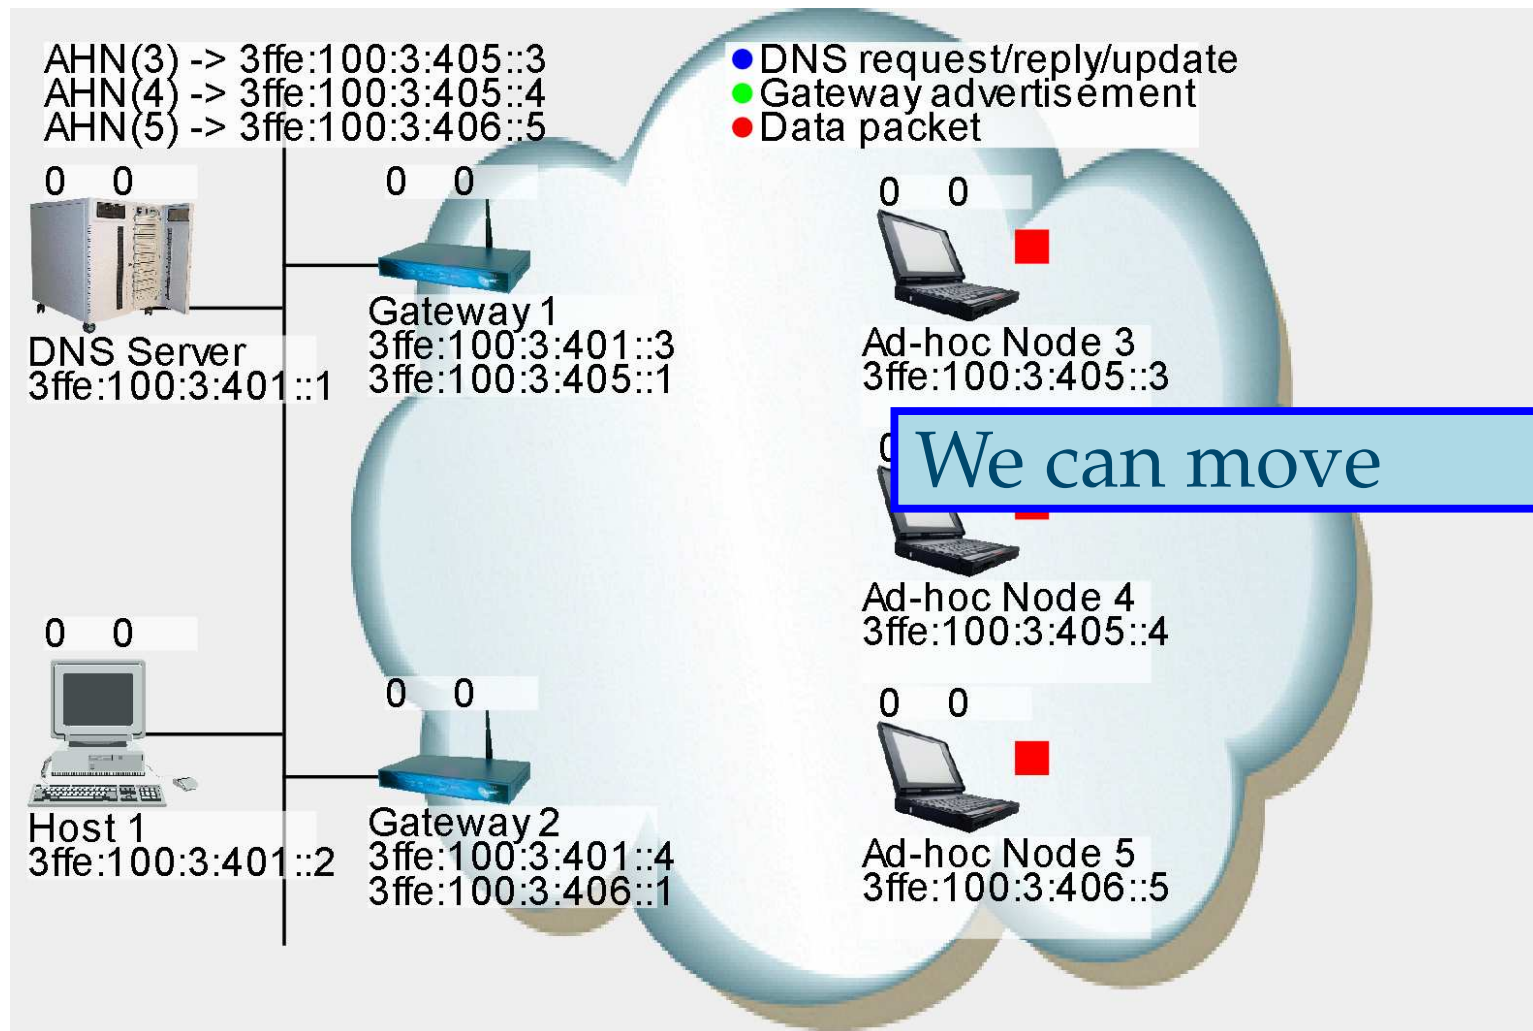 AHN(3) -> 3ffe:100:3:405::3
AHN(4) -> 3ffe:100:3:405::4
AHN(5) -> 3ffe:100:3:406::5
DNS request/reply/update
Gateway advertisement
Data packet
0 0
DNS Server
3ffe:100:3:401::1
0 0
Gateway 1
3ffe:100:3:401::3
3ffe:100:3:405::1
0 0
Ad-hoc Node 3
3ffe:100:3:405::3
We can move
Ad-hoc Node 4
3ffe:100:3:405::4
0 0
Host 1
3ffe:100:3:401::2
0 0
Gateway 2
3ffe:100:3:401::4
3ffe:100:3:406::1
0 0
Ad-hoc Node 5
3ffe:100:3:406::5